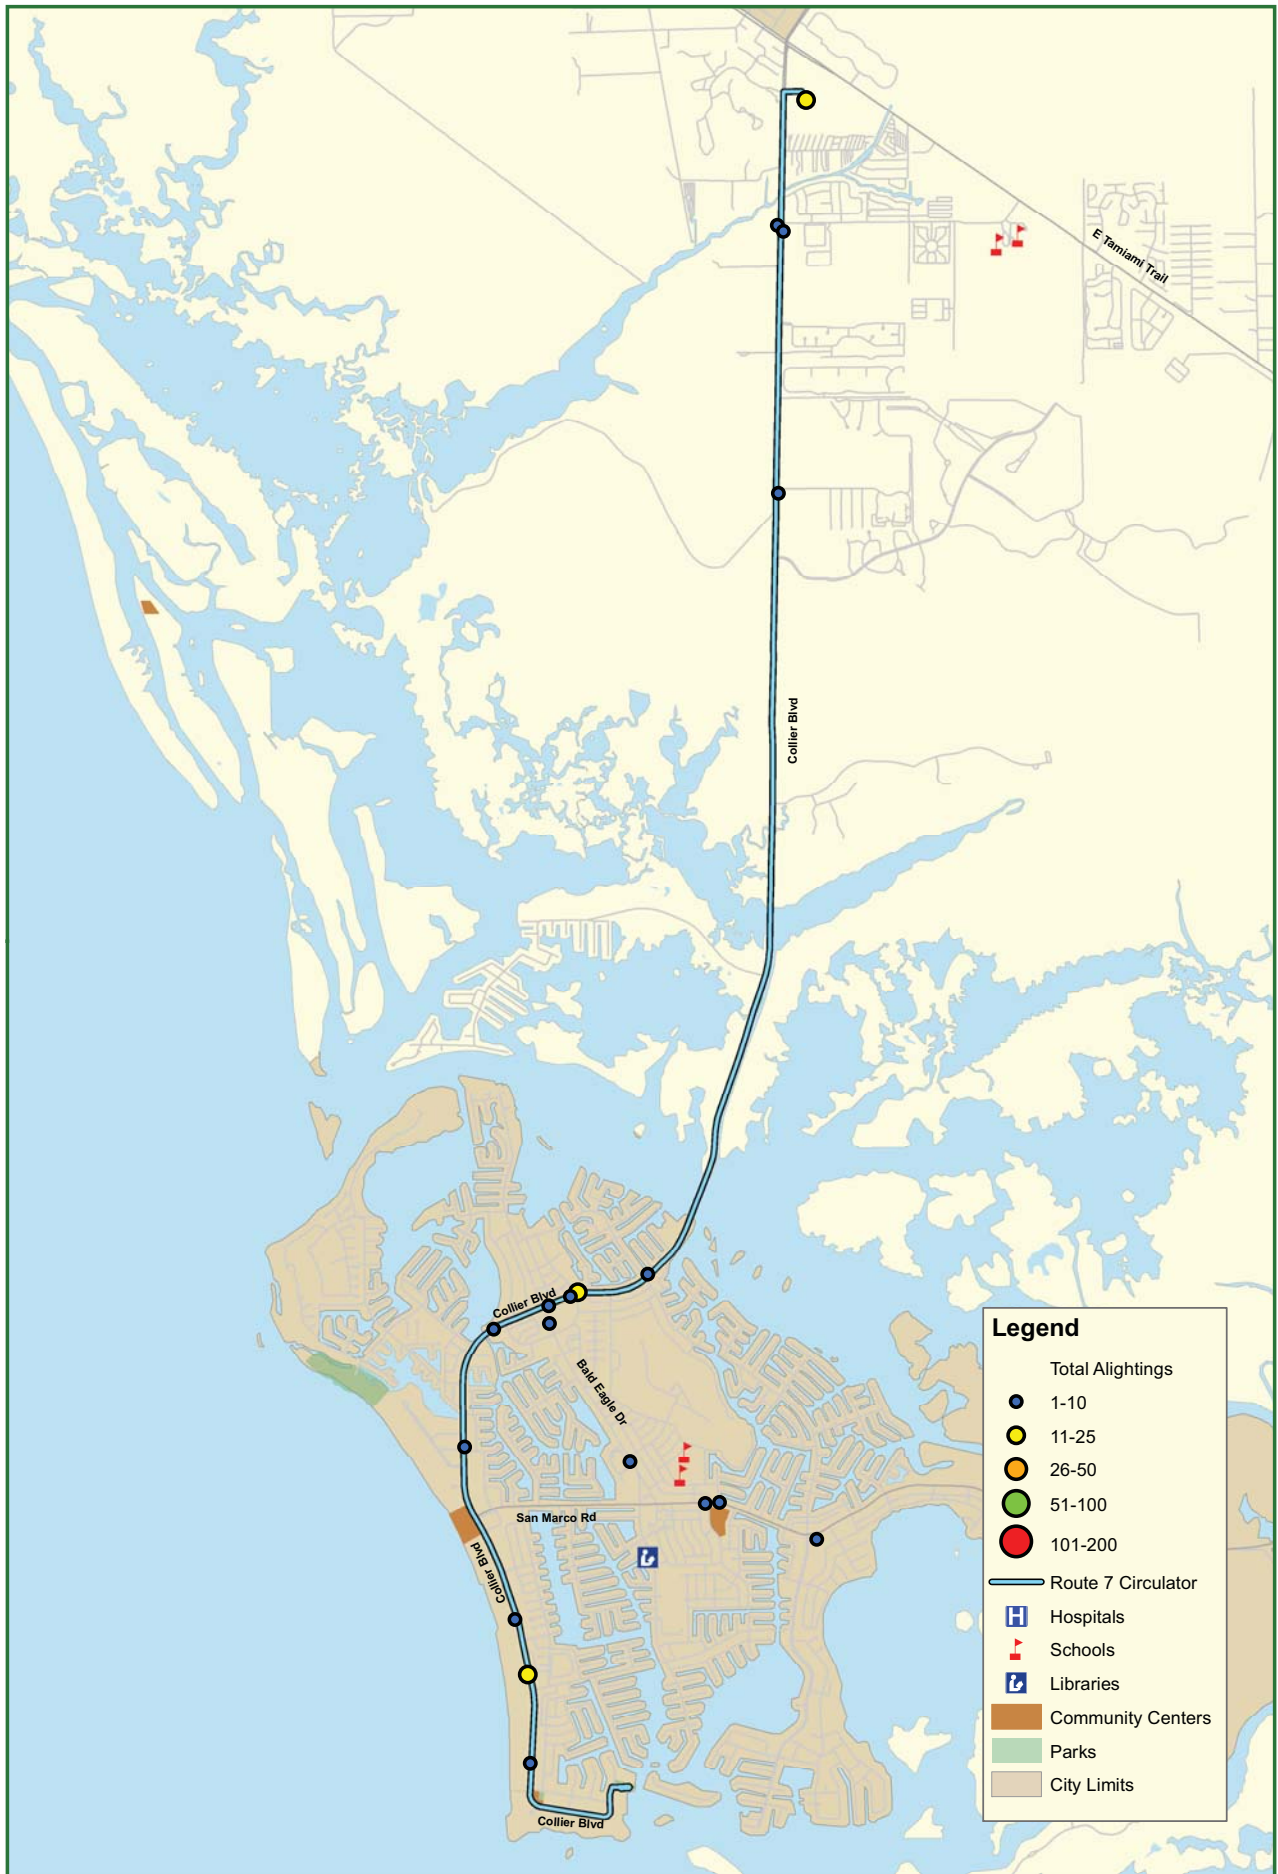 E Tamiami Trail
Collier Blvd
Collier Blvd
Bald Eagle Dr
San Marco Rd
Collier Blvd
Collier Blvd
Legend
Total Alightings
1-10
11-25
26-50
51-100
101-200
Route 7 Circulator
H Hospitals
Schools
Libraries
Community Centers
Parks
City Limits